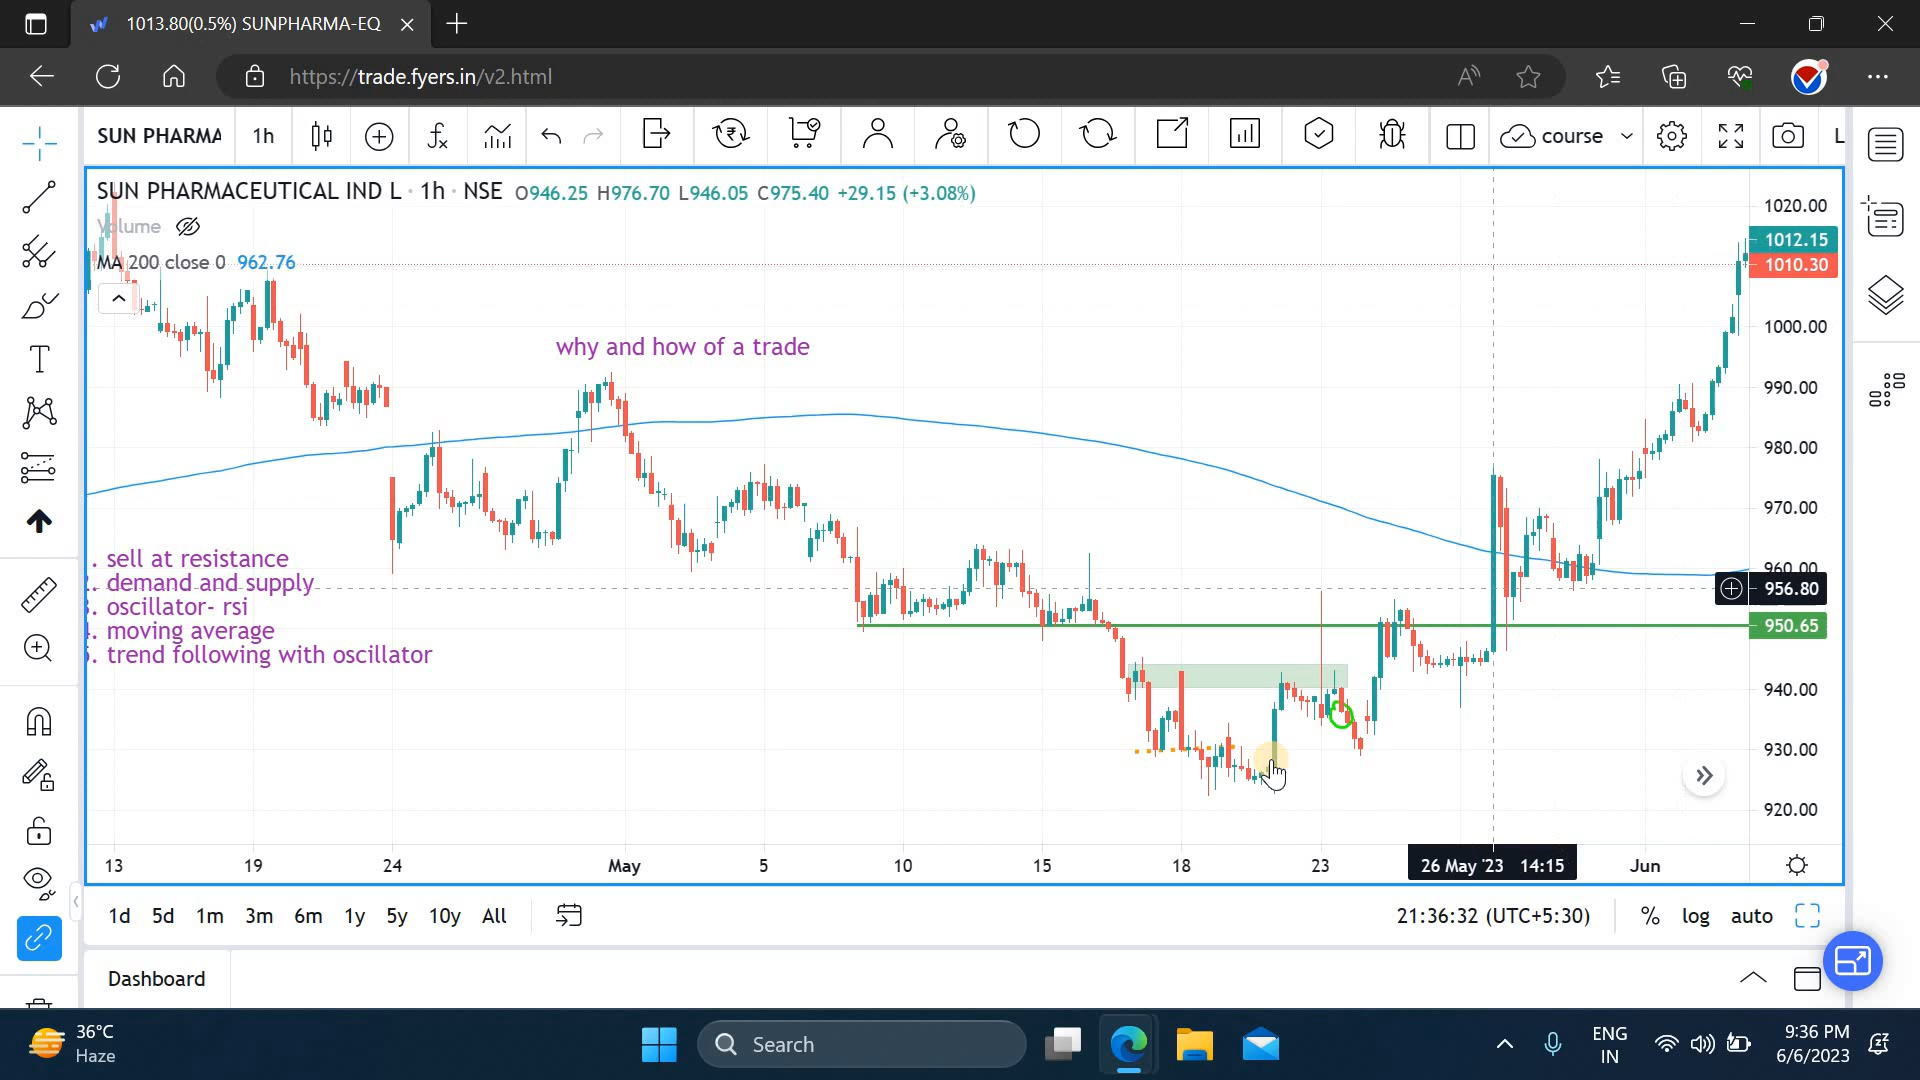 1013.80(0.5%) SUNPHARMA-EQ
https://trade.fyers.in/v2.html
SUN PHARMA 1h course L
SUN PHARMACEUTICAL IND L · 1h · NSE O946.25 H976.70 L946.05 C975.40 +29.15 (+3.08%)
Volume
MA 200 close 0 962.76
why and how of a trade
. sell at resistance
. demand and supply
. oscillator- rsi
. moving average
. trend following with oscillator
1020.00
1012.15
1010.30
1000.00
990.00
980.00
970.00
960.00
956.80
950.65
940.00
930.00
920.00
13 19 24 May 5 10 15 18 23 26 May '23 14:15 Jun
1d 5d 1m 3m 6m 1y 5y 10y All 21:36:32 (UTC+5:30) % log auto
Dashboard
36°C
Haze
Search
ENG
IN
9:36 PM
6/6/2023